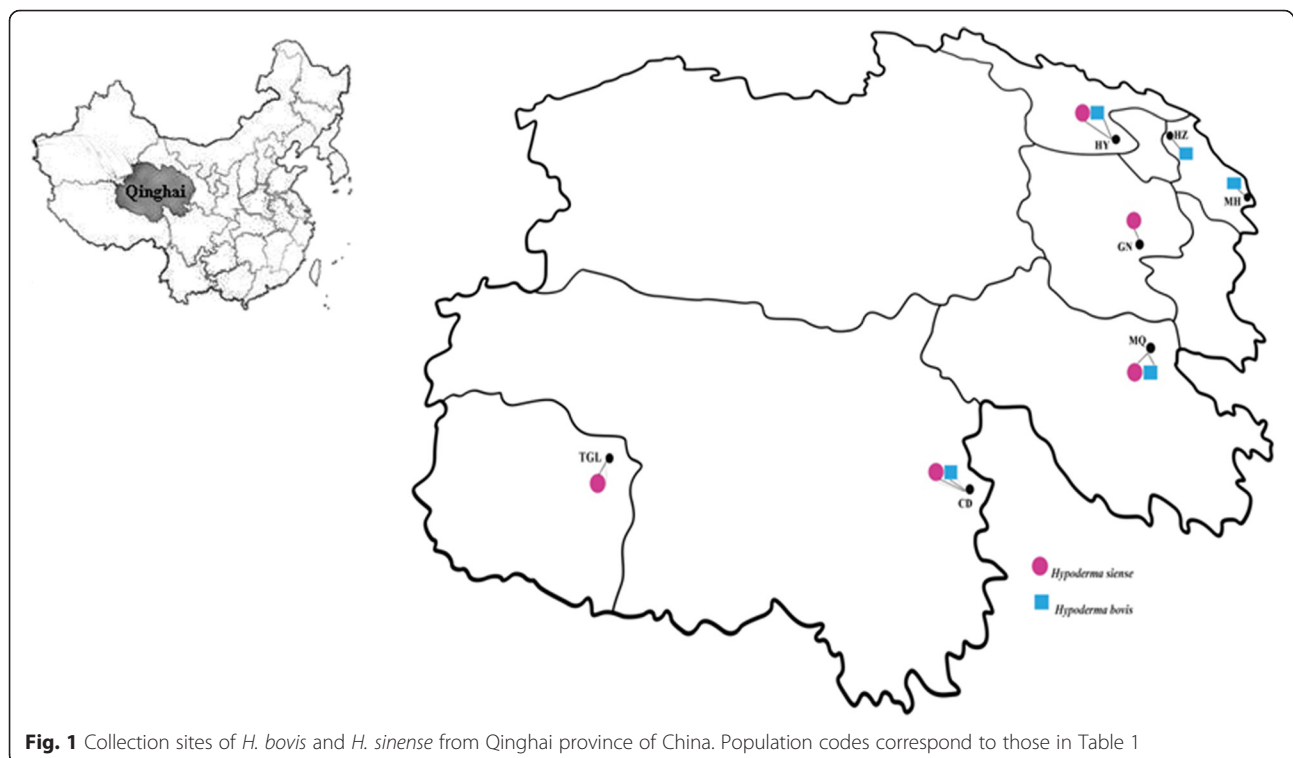 Qinghai
HY
HZ
MH
GN
MQ
TGL
CD
Hypoderma siense
Hypoderma bovis
Fig. 1 Collection sites of H. bovis and H. sinense from Qinghai province of China. Population codes correspond to those in Table 1